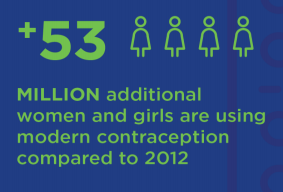 +53
MILLION additional
women and girls are using
modern contraception
compared to 2012